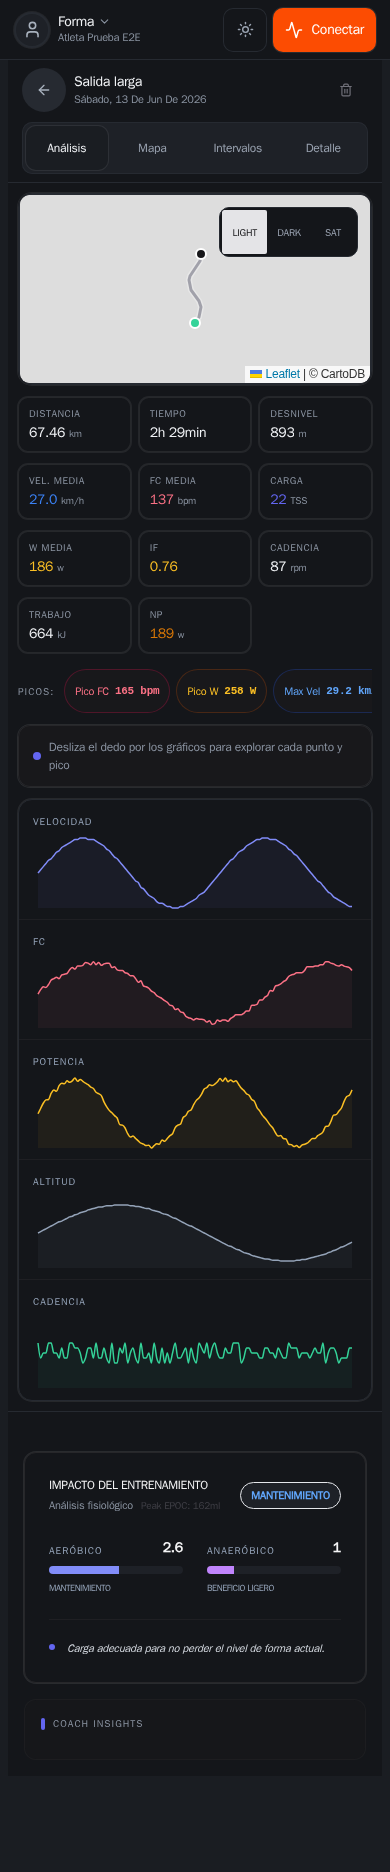 Forma
Atleta Prueba E2E
Conectar
Salida larga
Sábado, 13 De Jun De 2026
Análisis Mapa Intervalos Detalle
LIGHT DARK SAT
Leaflet | © CartoDB
DISTANCIA TIEMPO DESNIVEL
67.46 km 2h 29min 893 m
VEL. MEDIA FC MEDIA CARGA
27.0 km/h 137 bpm 22 TSS
W MEDIA IF CADENCIA
186 w 0.76 87 rpm
TRABAJO NP
664 kJ 189 w
PICOS: Pico FC 165 bpm Pico W 258 W Max Vel 29.2 km
Desliza el dedo por los gráficos para explorar cada punto y
pico
VELOCIDAD
FC
POTENCIA
ALTITUD
CADENCIA
IMPACTO DEL ENTRENAMIENTO
Análisis fisiológico Peak EPOC: 162ml
MANTENIMIENTO
AERÓBICO 2.6 ANAERÓBICO 1
MANTENIMIENTO BENEFICIO LIGERO
Carga adecuada para no perder el nivel de forma actual.
COACH INSIGHTS